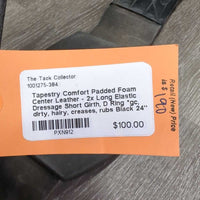 The Tack Collector
1001275-384
Tapestry Comfort Padded Foam
Center Leather - 2x Long Elastic
Dressage Short Girth, D Ring "gc,
dirty, hairy, creases, rubs Black 24"
PXN912
$100.00
Retail (New) Price
is $190